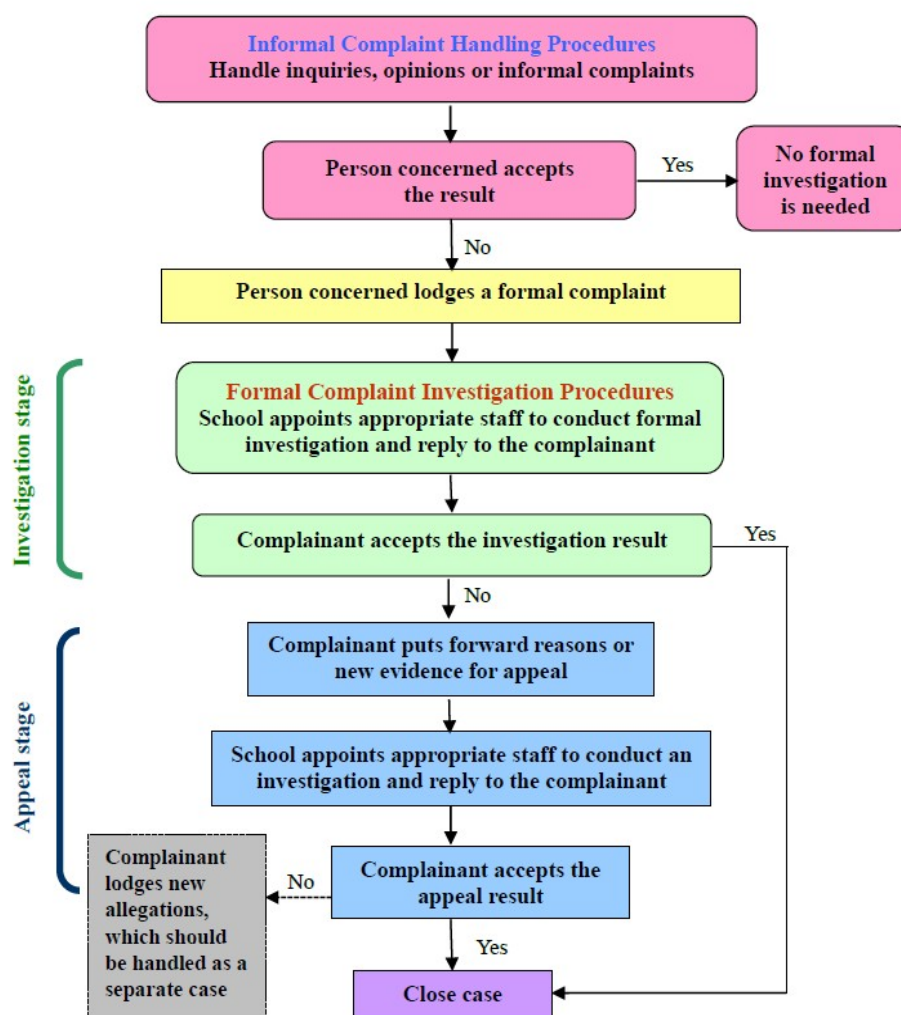 Informal Complaint Handling Procedures
Handle inquiries, opinions or informal complaints
Person concerned accepts
the result
Yes
No formal
investigation
is needed
No
Person concerned lodges a formal complaint
Investigation stage
Formal Complaint Investigation Procedures
School appoints appropriate staff to conduct formal
investigation and reply to the complainant
Complainant accepts the investigation result
Yes
No
Appeal stage
Complainant puts forward reasons or
new evidence for appeal
School appoints appropriate staff to conduct an
investigation and reply to the complainant
Complainant accepts the
appeal result
No
Complainant
lodges new
allegations,
which should
be handled as a
separate case
Yes
Close case